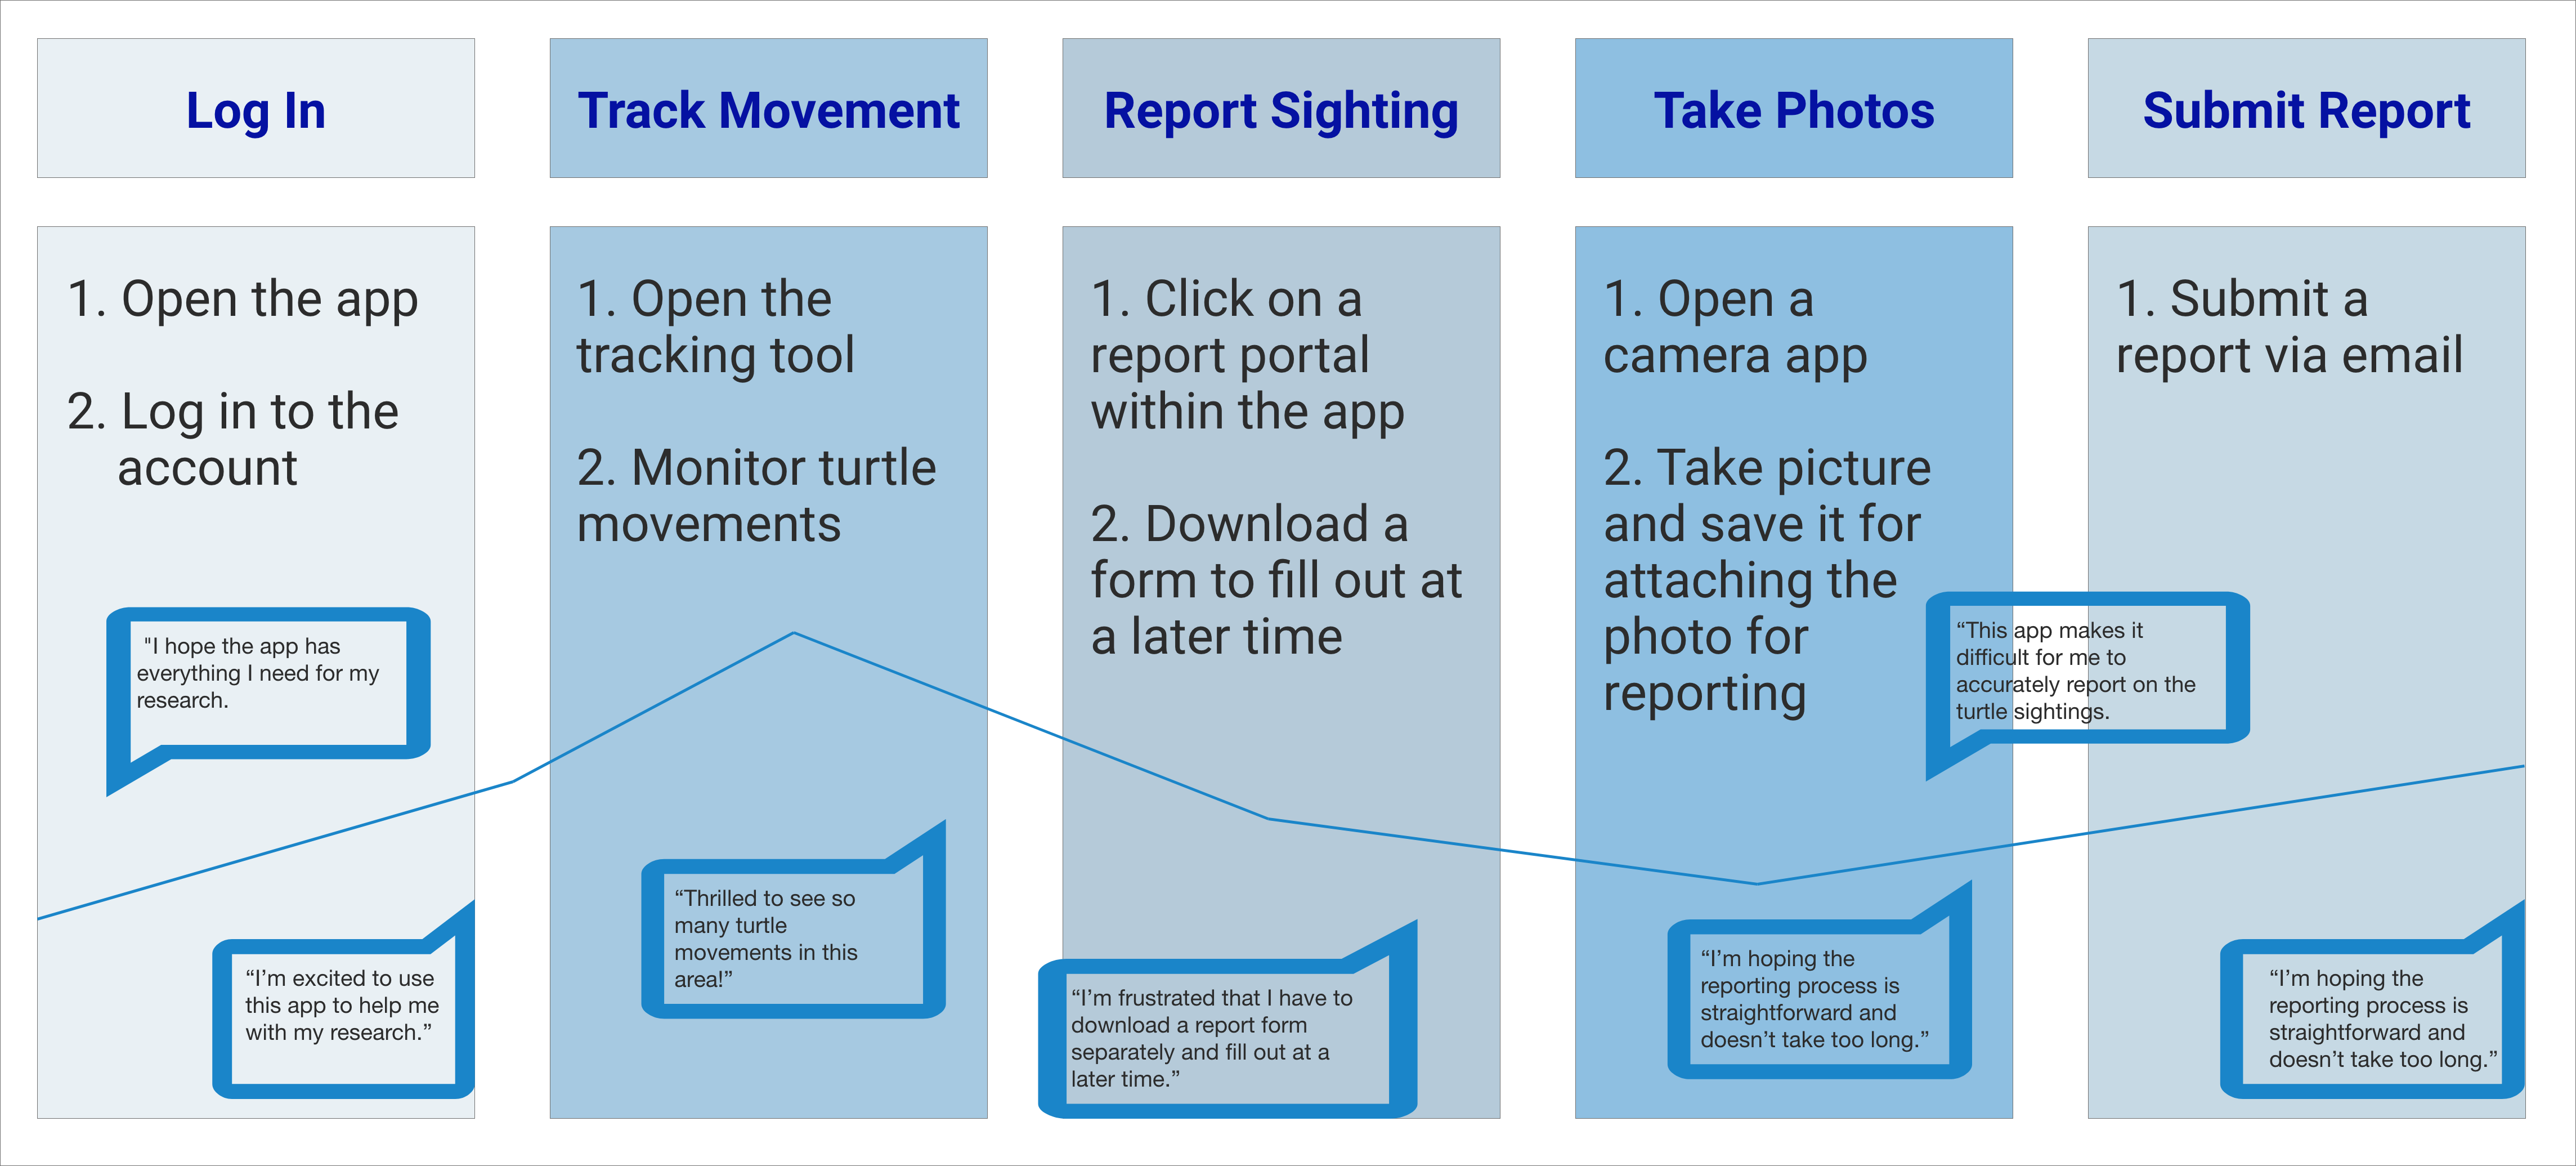 Log In
Track Movement
Report Sighting
Take Photos
Submit Report
1. Open the app
2. Log in to the
account
"I hope the app has
everything I need for my
research.
“I’m excited to use
this app to help me
with my research.”
1. Open the
tracking tool
2. Monitor turtle
movements
“Thrilled to see so
many turtle
movements in this
area!”
1. Click on a
report portal
within the app
2. Download a
form to fill out at
a later time
“I’m frustrated that I have to
download a report form
separately and fill out at a
later time.”
1. Open a
camera app
2. Take picture
and save it for
attaching the
photo for
reporting
“This app makes it
difficult for me to
accurately report on the
turtle sightings.
“I’m hoping the
reporting process is
straightforward and
doesn’t take too long.”
1. Submit a
report via email
“I’m hoping the
reporting process is
straightforward and
doesn’t take too long.”